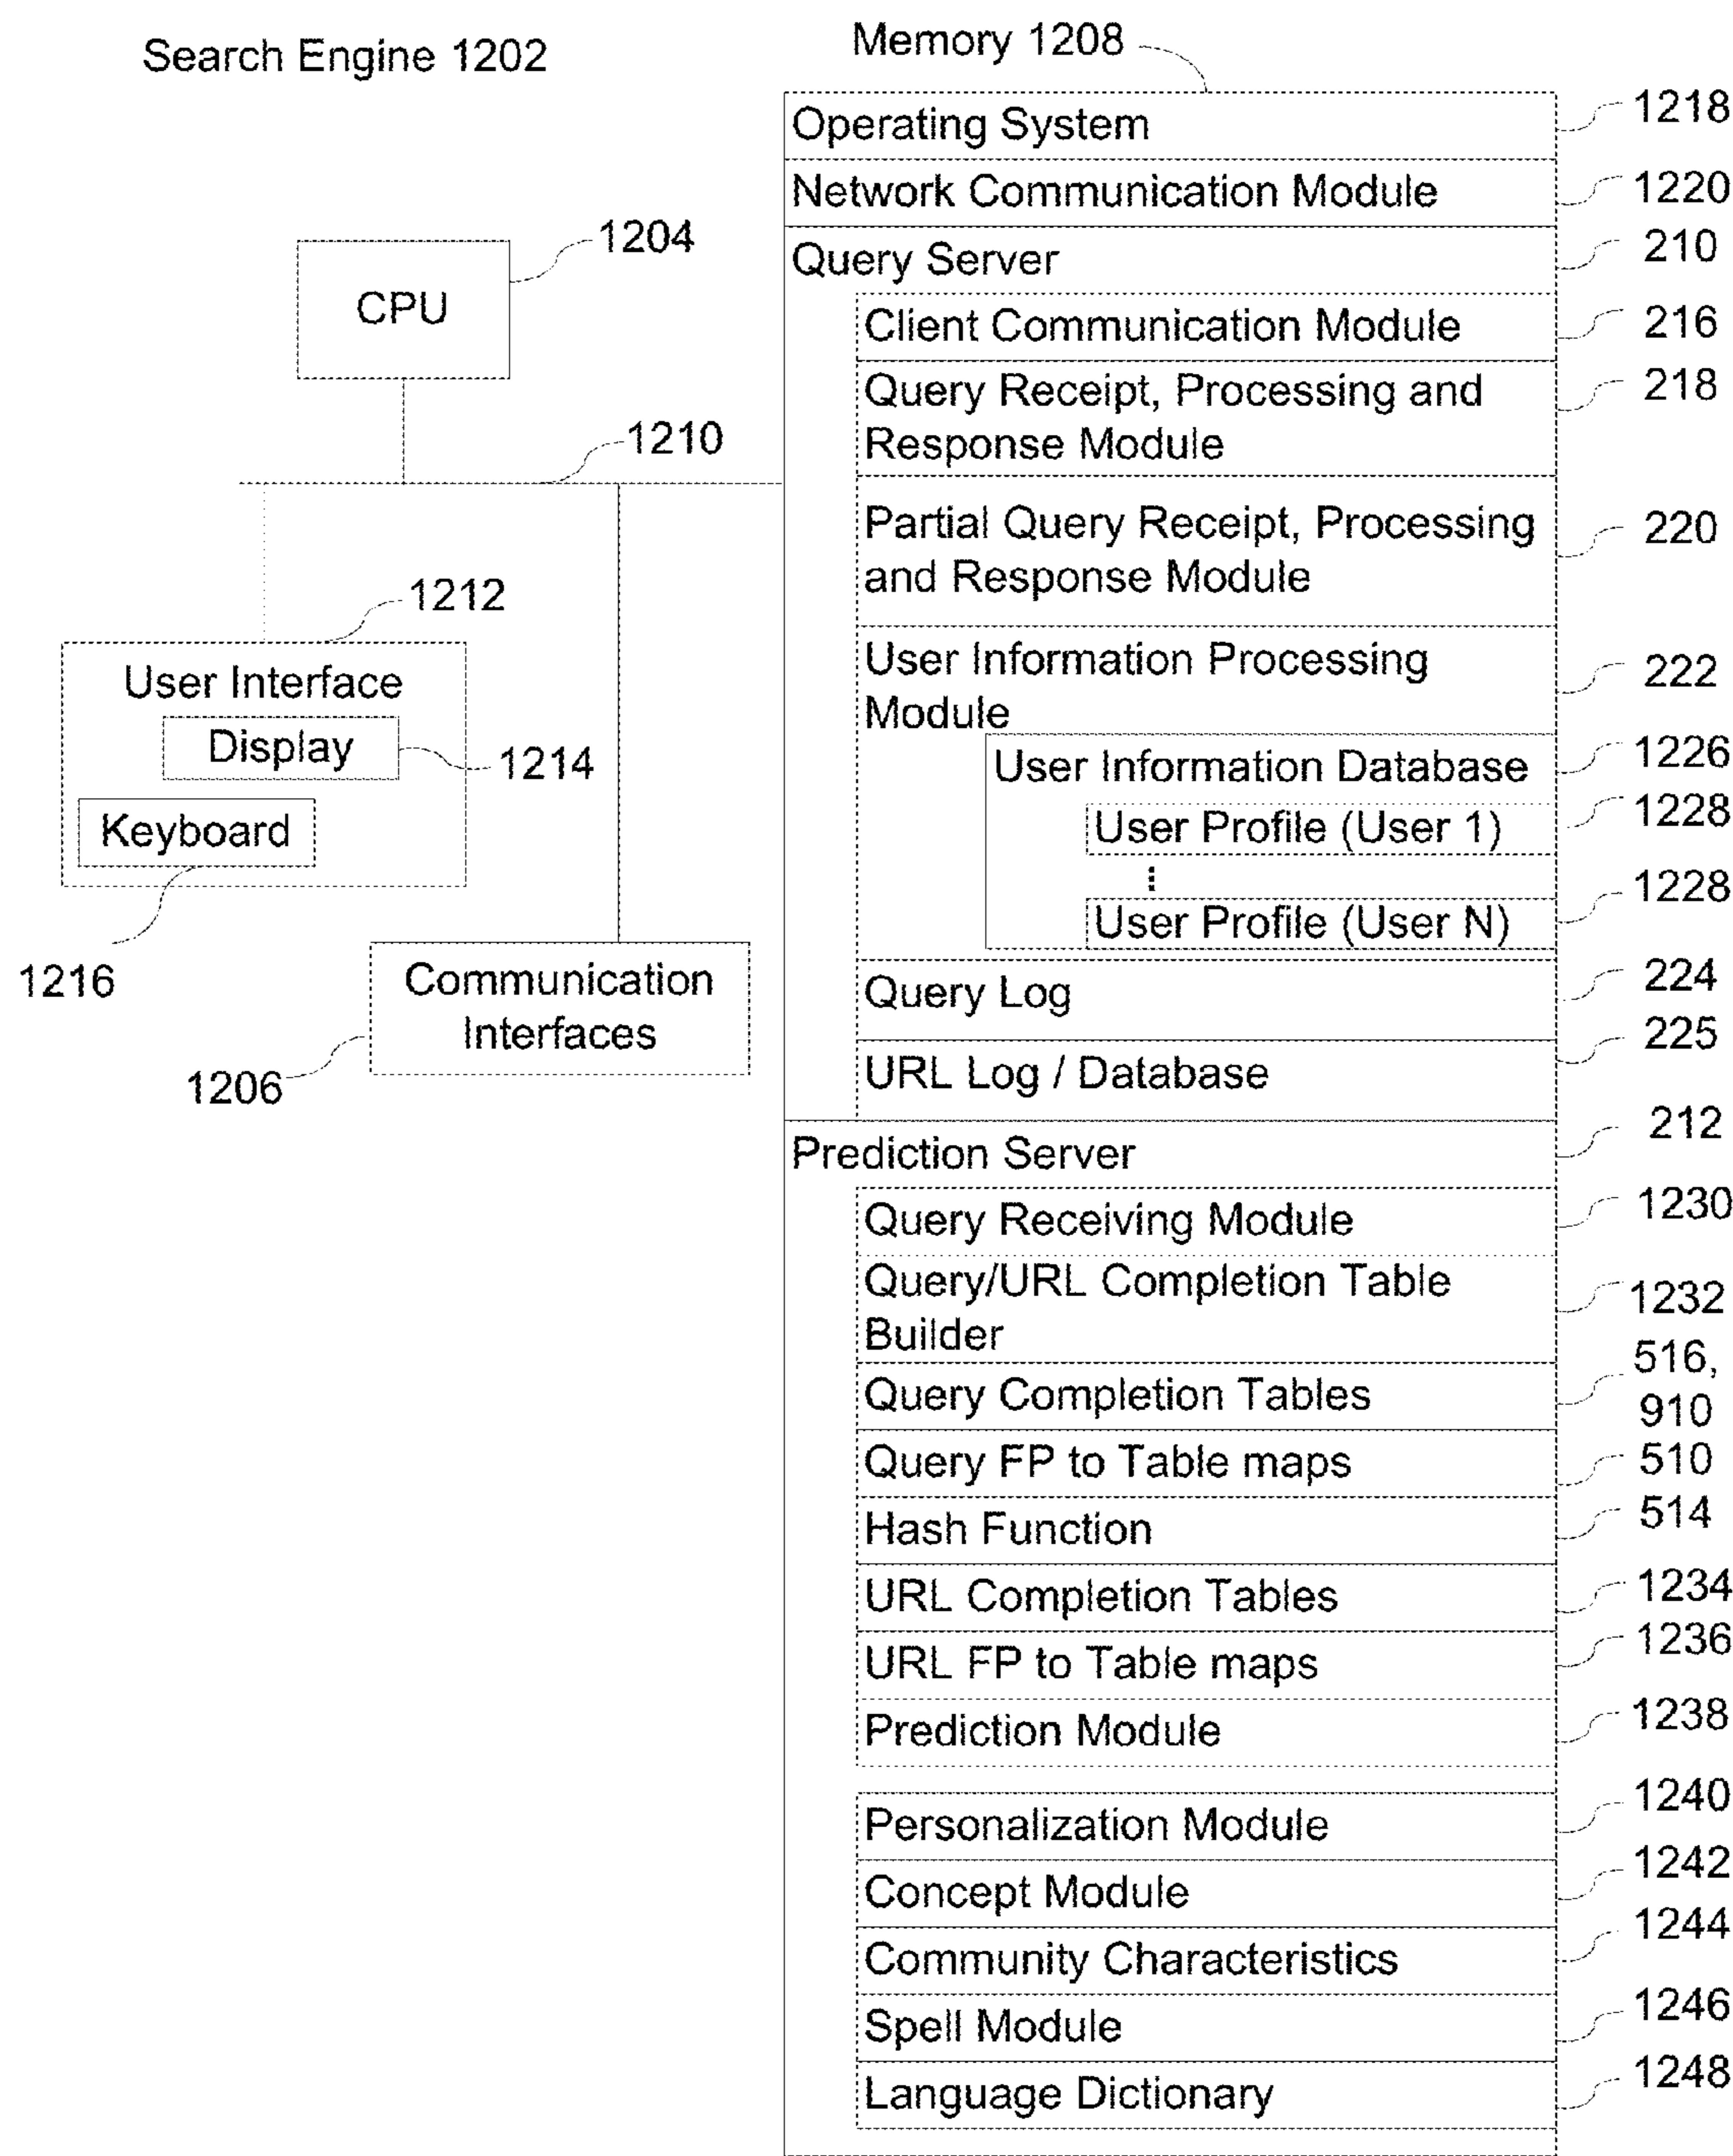 Search Engine 1202
Memory 1208
Operating System 1218
Network Communication Module 1220
Query Server 210
Client Communication Module 216
Query Receipt, Processing and 218
Response Module
Partial Query Receipt, Processing 220
and Response Module
User Information Processing 222
Module
User Information Database 1226
User Profile (User 1) 1228
⋮
User Profile (User N) 1228
Query Log 224
URL Log / Database 225
Prediction Server 212
Query Receiving Module 1230
Query/URL Completion Table 1232
Builder
Query Completion Tables 516,
910
Query FP to Table maps 510
Hash Function 514
URL Completion Tables 1234
URL FP to Table maps 1236
Prediction Module 1238
Personalization Module 1240
Concept Module 1242
Community Characteristics 1244
Spell Module 1246
Language Dictionary 1248
1204
CPU
1210
1212
User Interface
Display 1214
Keyboard
1216
Communication
Interfaces
1206